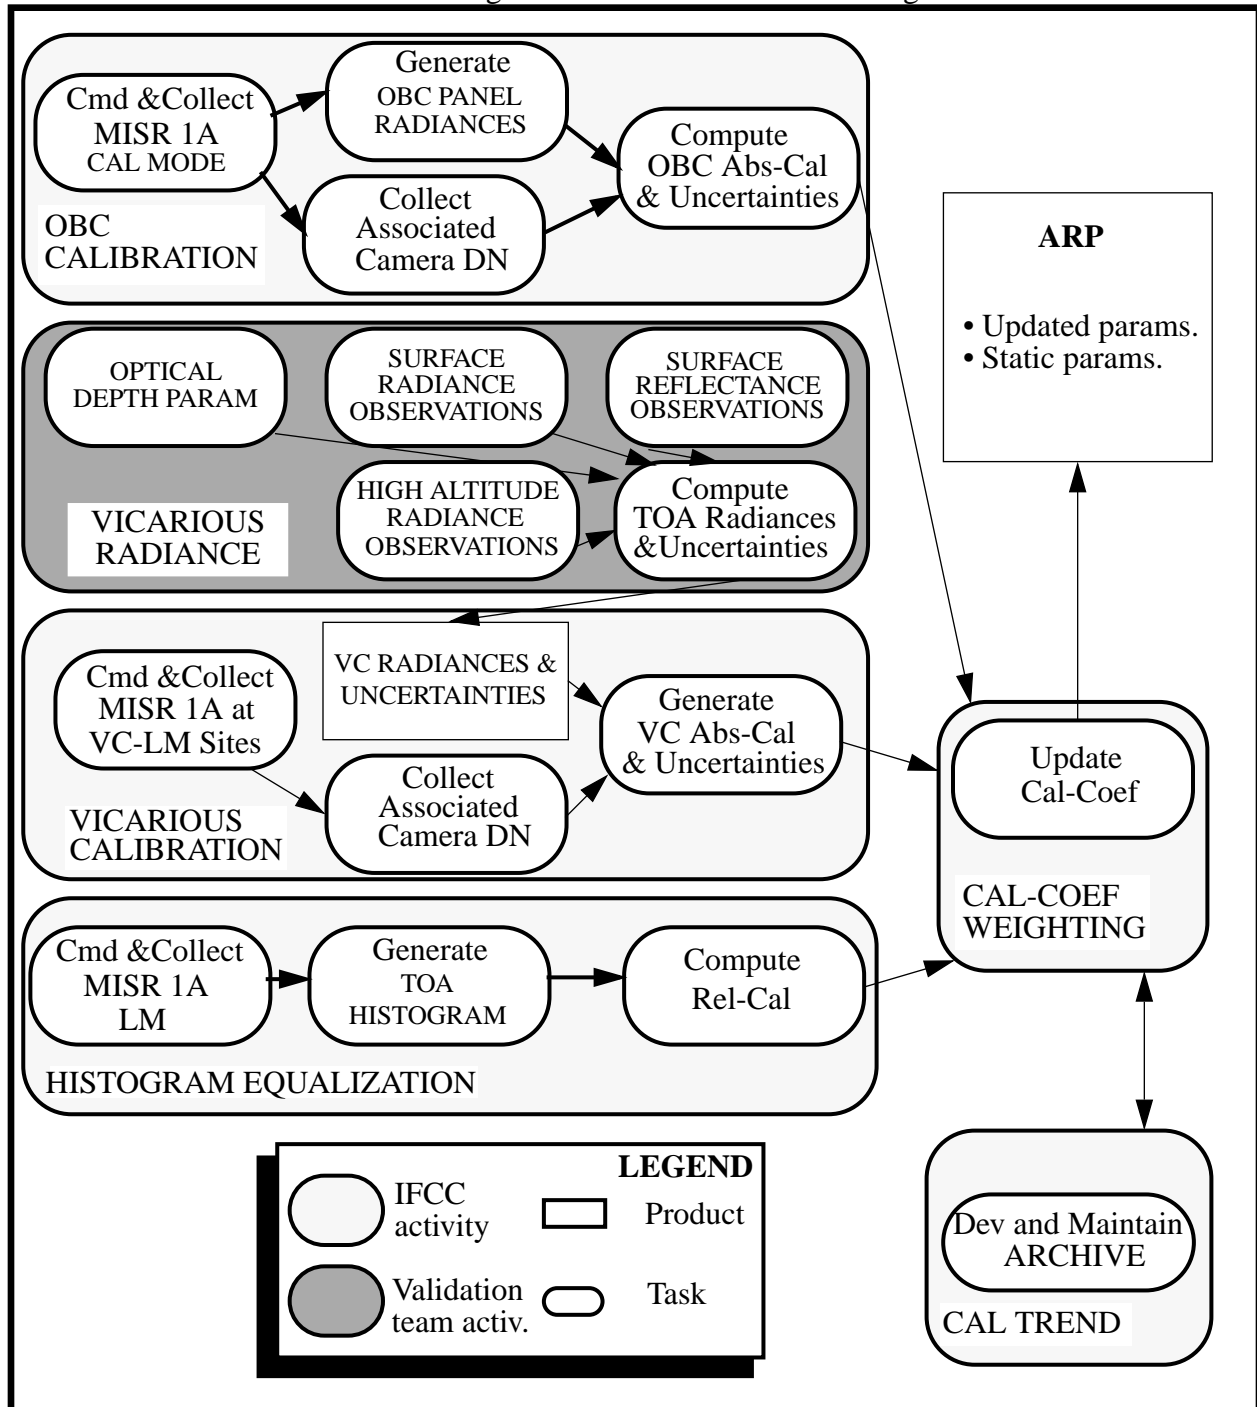 Cmd &Collect
MISR 1A
CAL MODE
Generate
OBC PANEL
RADIANCES
Collect
Associated
Camera DN
Compute
OBC Abs-Cal
& Uncertainties
OBC
CALIBRATION
ARP
• Updated params.
• Static params.
OPTICAL
DEPTH PARAM
SURFACE
RADIANCE
OBSERVATIONS
SURFACE
REFLECTANCE
OBSERVATIONS
HIGH ALTITUDE
RADIANCE
OBSERVATIONS
Compute
TOA Radiances
&Uncertainties
VICARIOUS
RADIANCE
VC RADIANCES &
UNCERTAINTIES
Cmd &Collect
MISR 1A at
VC-LM Sites
Collect
Associated
Camera DN
Generate
VC Abs-Cal
& Uncertainties
VICARIOUS
CALIBRATION
Update
Cal-Coef
CAL-COEF
WEIGHTING
Cmd &Collect
MISR 1A
LM
Generate
TOA
HISTOGRAM
Compute
Rel-Cal
HISTOGRAM EQUALIZATION
LEGEND
IFCC
activity
Product
Validation
team activ.
Task
Dev and Maintain
ARCHIVE
CAL TREND